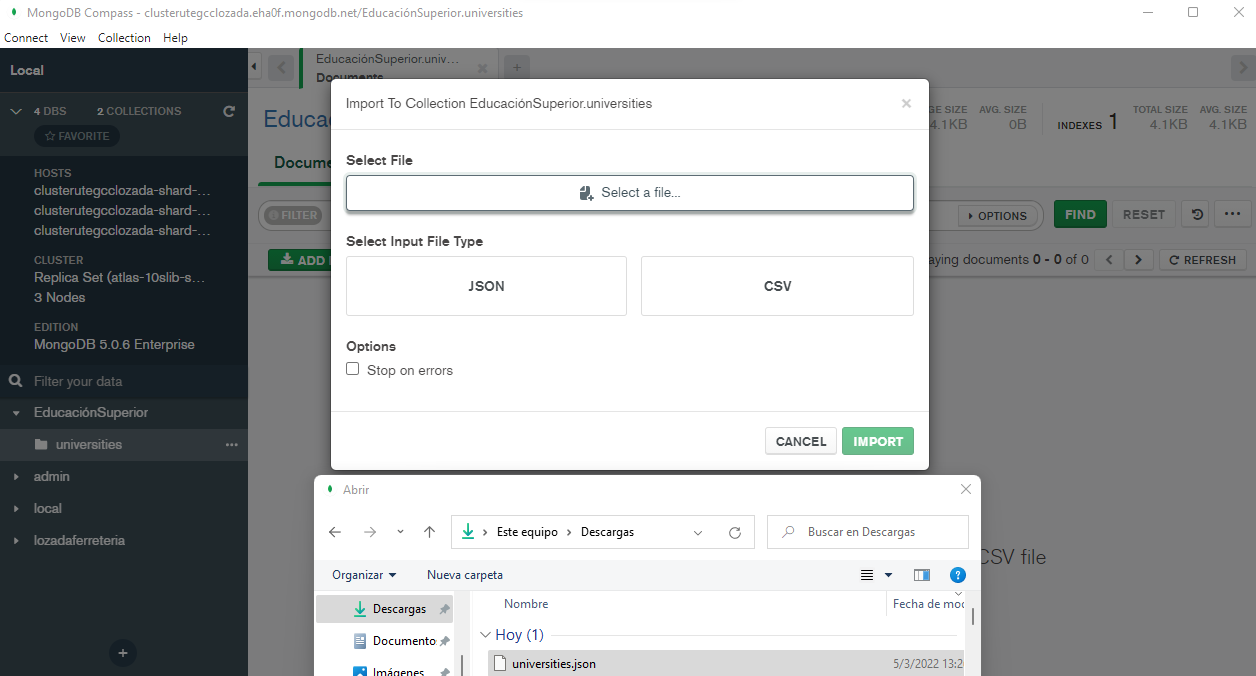 MongoDB Compass - clusterutegcclozada.eha0f.mongodb.net/EducaciónSuperior.universities
Connect View Collection Help
Local
4 DBS 2 COLLECTIONS
FAVORITE
HOSTS
clusterutegcclozada-shard-...
clusterutegcclozada-shard-...
clusterutegcclozada-shard-...
CLUSTER
Replica Set (atlas-10slib-s...
3 Nodes
EDITION
MongoDB 5.0.6 Enterprise
Filter your data
EducaciónSuperior
universities
admin
local
lozadaferreteria
EducaciónSuperior.univ...
Documents
AVG. SIZE
4.1KB 0B
INDEXES 1
TOTAL SIZE AVG. SIZE
4.1KB 4.1KB
FILTER
OPTIONS
FIND
RESET
ADD
documents 0 - 0 of 0
REFRESH
CSV file
Import To Collection EducaciónSuperior.universities
Select File
Select a file...
Select Input File Type
JSON CSV
Options
Stop on errors
CANCEL IMPORT
Abrir
Este equipo > Descargas
Buscar en Descargas
Organizar Nueva carpeta
Descargas
Documento
Imágenes
Nombre Fecha de
Hoy (1)
universities.json 5/3/2022